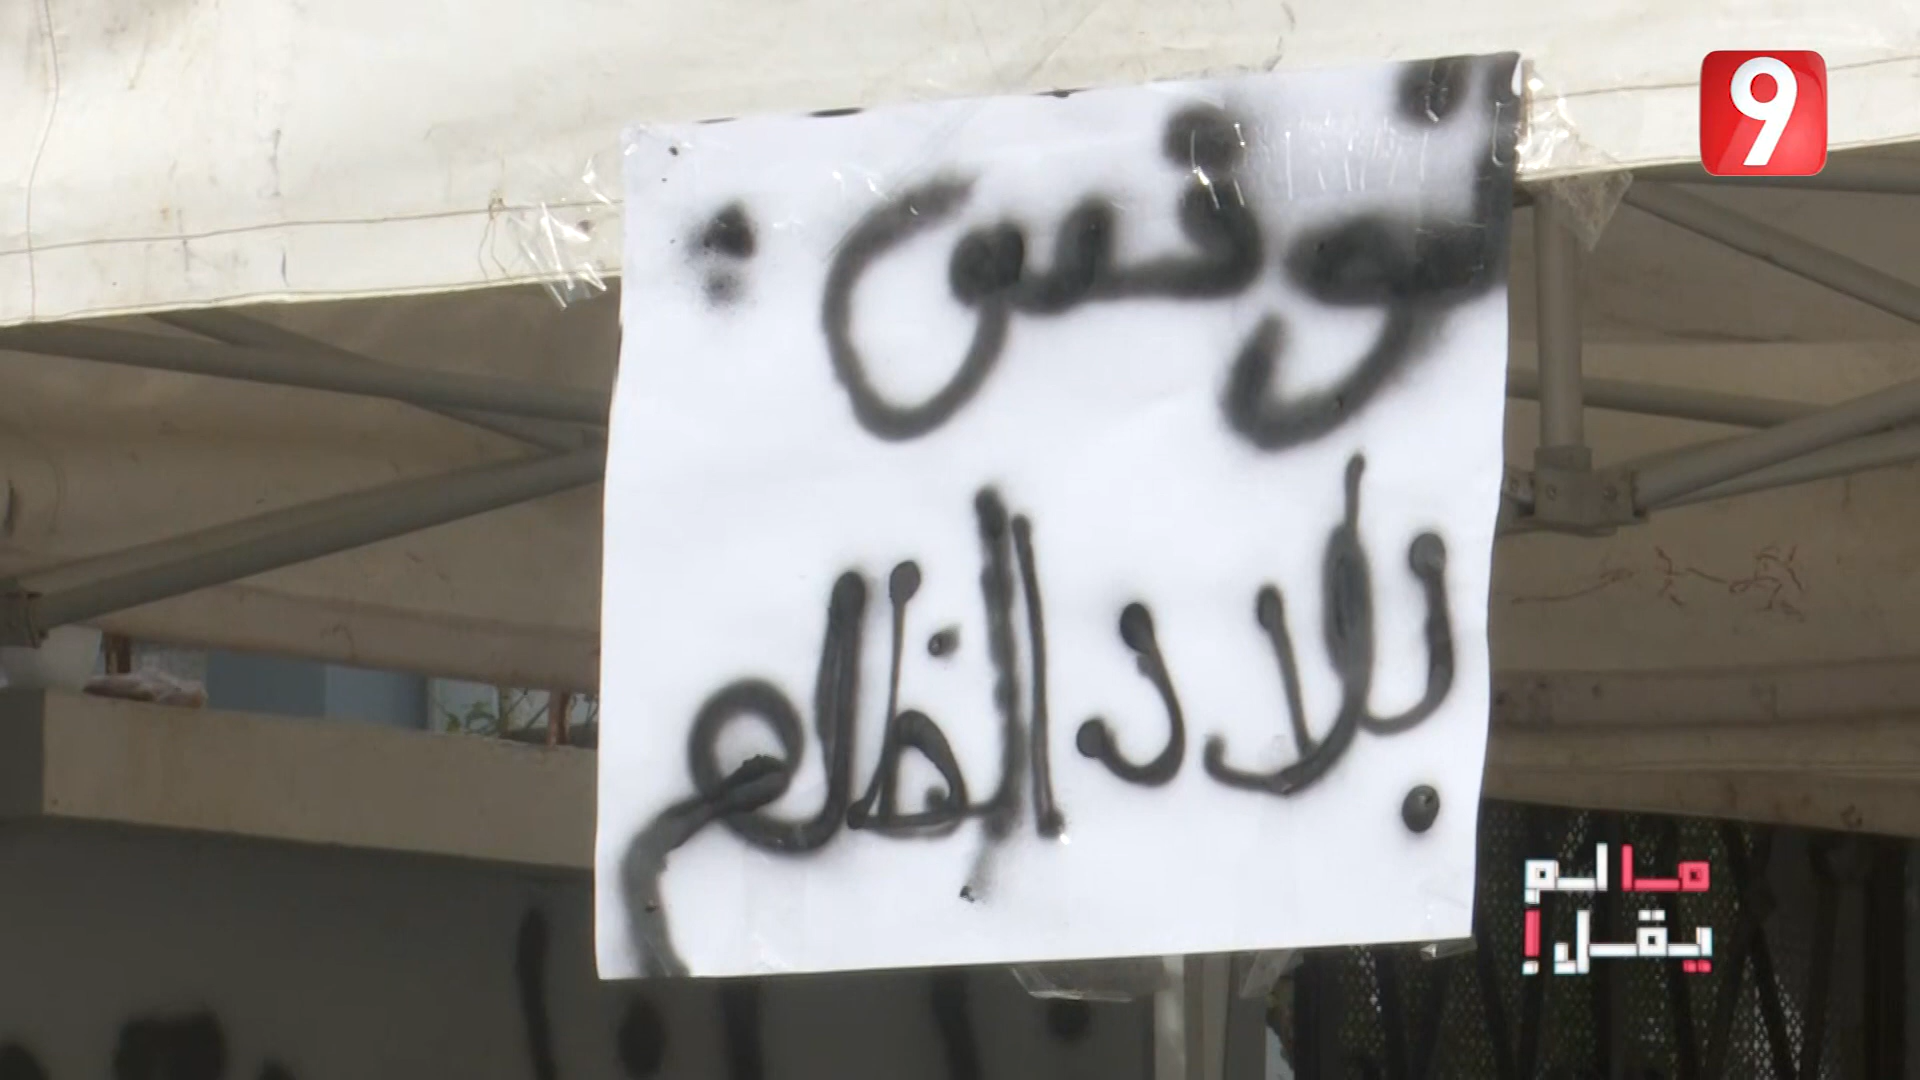 9
تونس :
بلاد الظلم
ما لم
يقل!